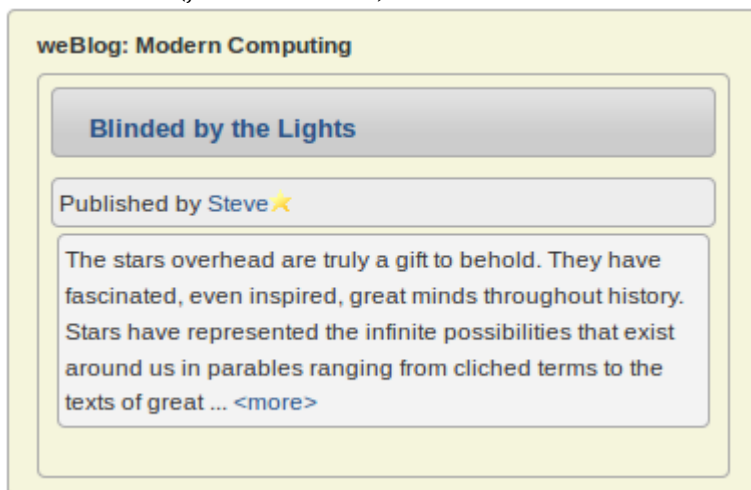 weBlog: Modern Computing
Blinded by the Lights
Published by Steve
The stars overhead are truly a gift to behold. They have
fascinated, even inspired, great minds throughout history.
Stars have represented the infinite possibilities that exist
around us in parables ranging from cliched terms to the
texts of great ... <more>